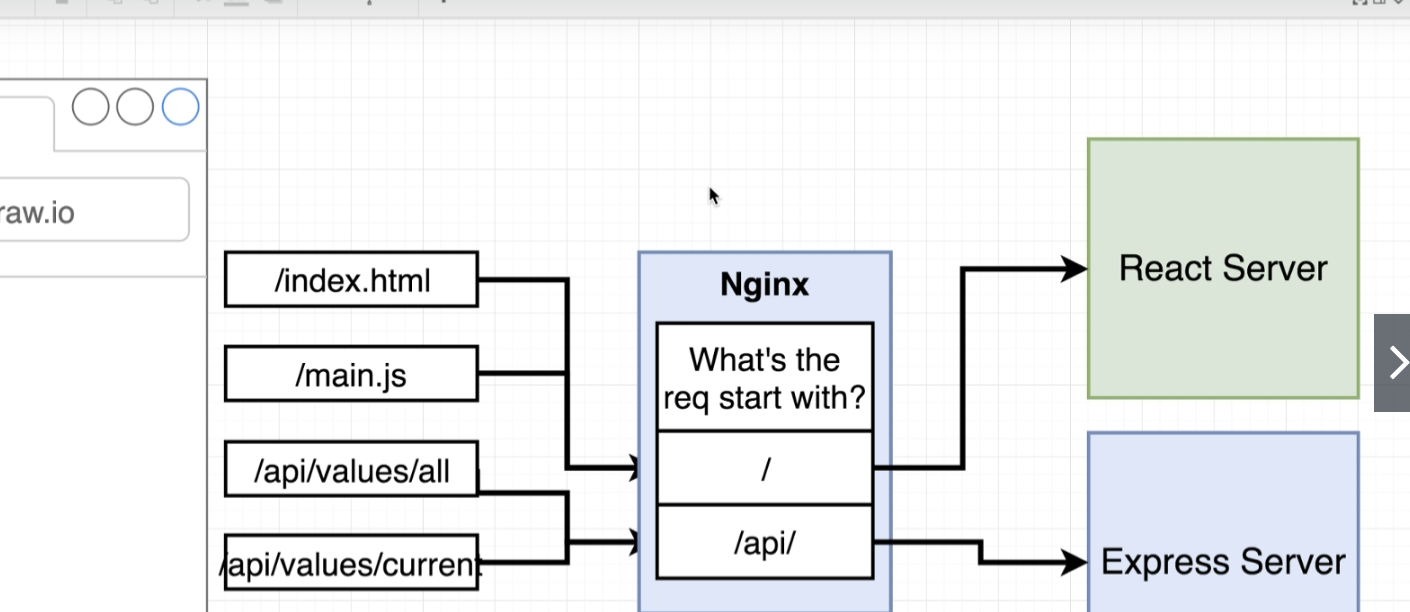 raw.io
/index.html
/main.js
/api/values/all
/api/values/current
Nginx
What's the
req start with?
/
/api/
React Server
Express Server